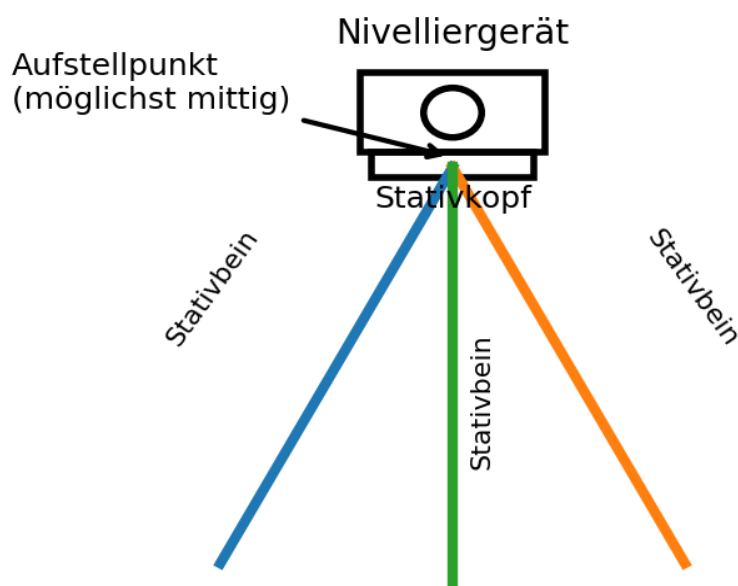 Nivelliergerät
Aufstellpunkt
(möglichst mittig)
Stativkopf
Stativbein
Stativbein
Stativbein